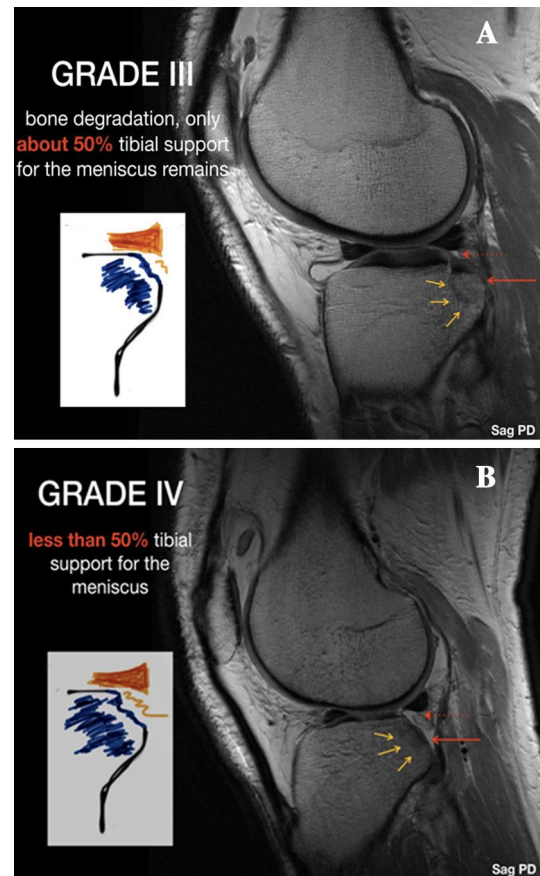 A
GRADE III
bone degradation, only
about 50% tibial support
for the meniscus remains
Sag PD
B
GRADE IV
less than 50% tibial
support for the
meniscus
Sag PD